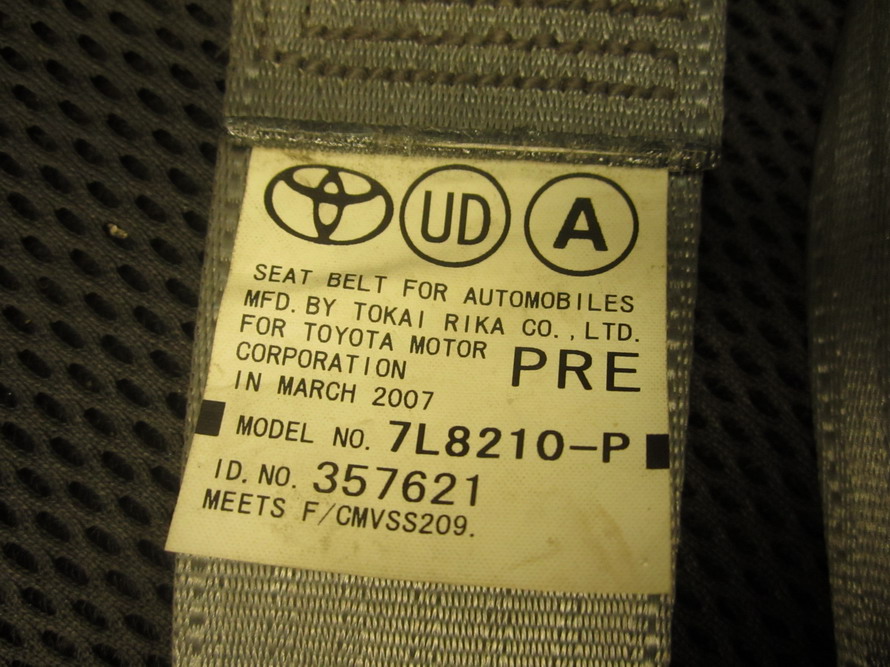 UD A
SEAT BELT FOR AUTOMOBILES
MFD. BY TOKAI RIKA CO.,LTD.
FOR TOYOTA MOTOR
CORPORATION
PRE
IN MARCH 2007
MODEL NO. 7L8210-P
ID. NO. 357621
MEETS F/CMVSS209.